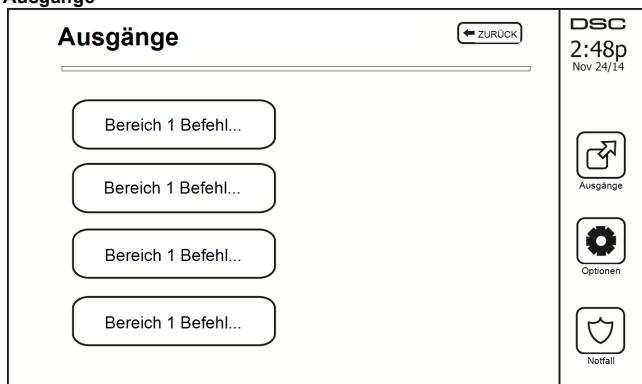 Ausgänge
Ausgänge
ZURÜCK
DSC
2:48p
Nov 24/14
Bereich 1 Befehl...
Bereich 1 Befehl...
Bereich 1 Befehl...
Bereich 1 Befehl...
Ausgänge
Optionen
Notfall